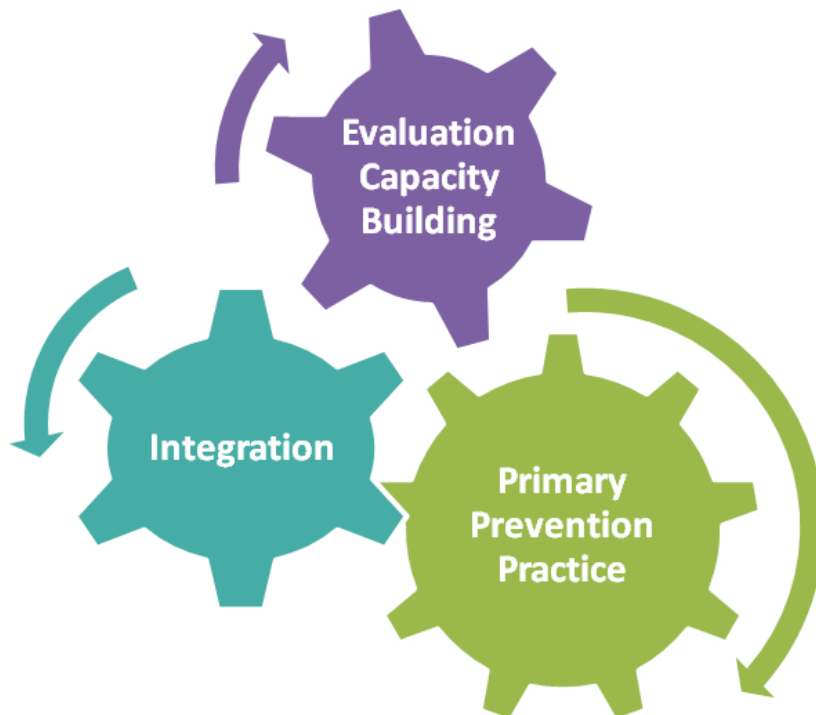 Evaluation
Capacity
Building
Integration
Primary
Prevention
Practice